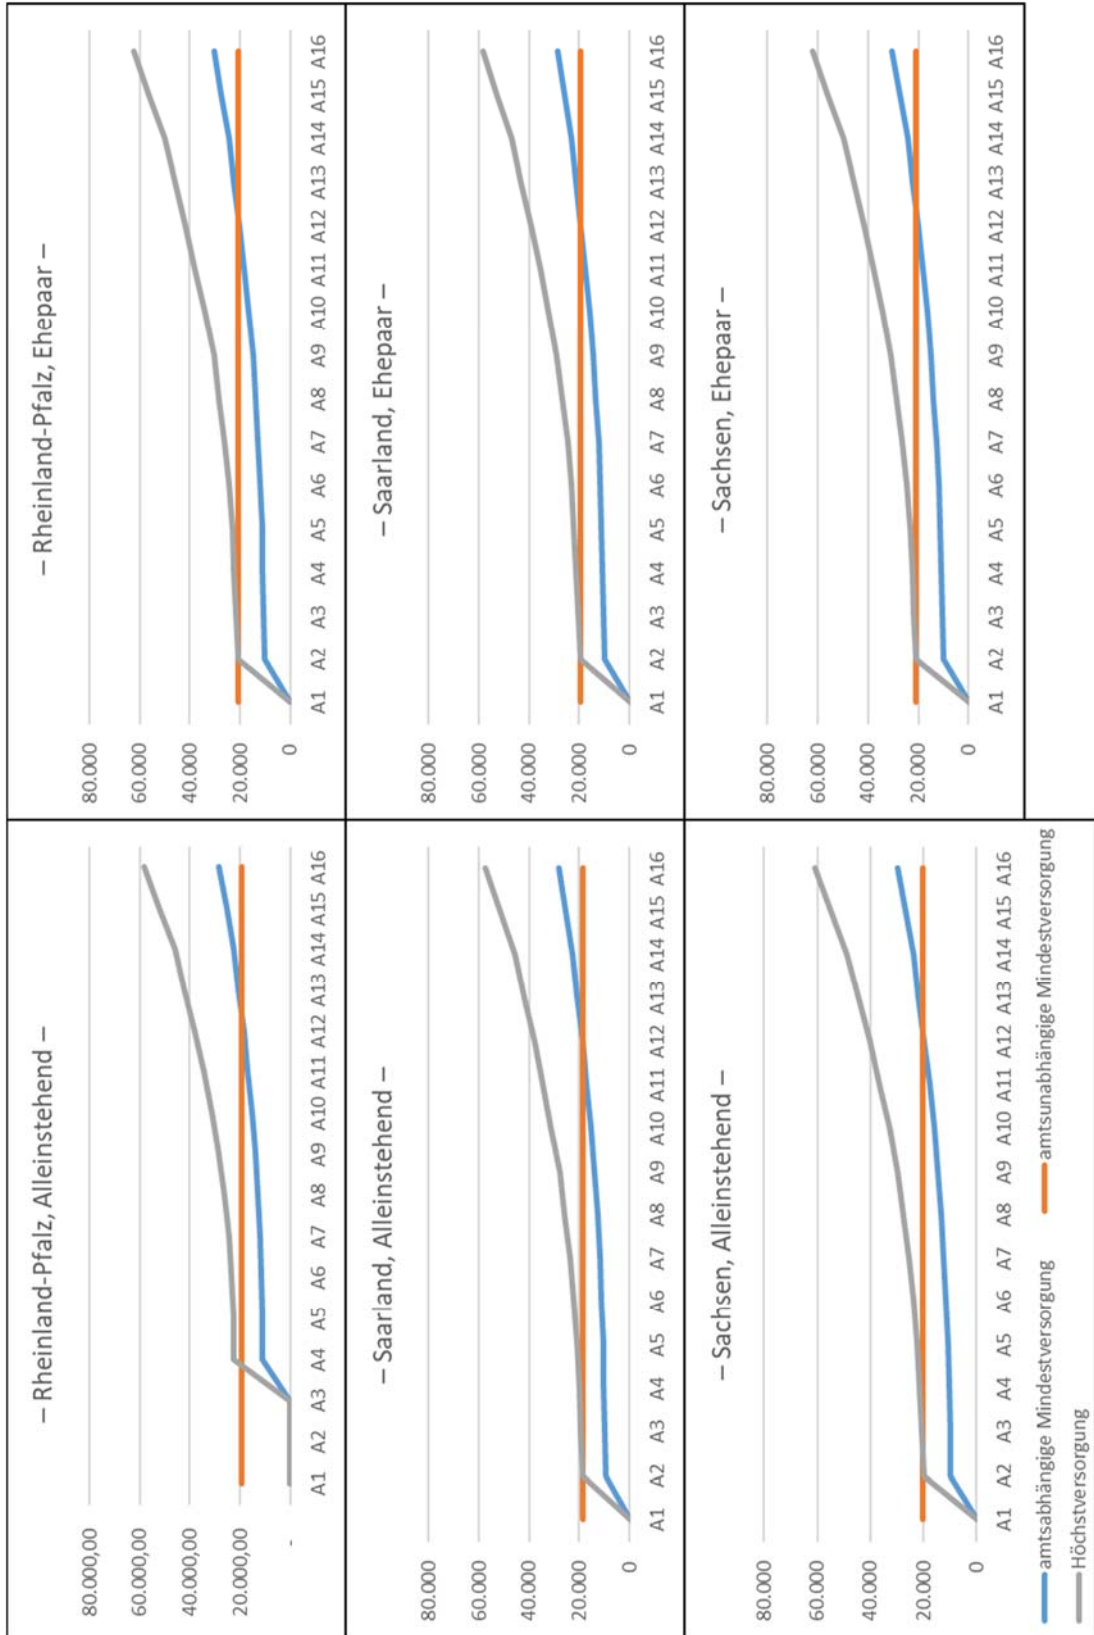 – Rheinland-Pfalz, Alleinstehend –
80.000,00
60.000,00
40.000,00
20.000,00
-
A1 A2 A3 A4 A5 A6 A7 A8 A9 A10 A11 A12 A13 A14 A15 A16
– Rheinland-Pfalz, Ehepaar –
80.000
60.000
40.000
20.000
0
A1 A2 A3 A4 A5 A6 A7 A8 A9 A10 A11 A12 A13 A14 A15 A16
– Saarland, Alleinstehend –
80.000
60.000
40.000
20.000
0
A1 A2 A3 A4 A5 A6 A7 A8 A9 A10 A11 A12 A13 A14 A15 A16
– Saarland, Ehepaar –
80.000
60.000
40.000
20.000
0
A1 A2 A3 A4 A5 A6 A7 A8 A9 A10 A11 A12 A13 A14 A15 A16
– Sachsen, Alleinstehend –
80.000
60.000
40.000
20.000
0
A1 A2 A3 A4 A5 A6 A7 A8 A9 A10 A11 A12 A13 A14 A15 A16
– Sachsen, Ehepaar –
80.000
60.000
40.000
20.000
0
A1 A2 A3 A4 A5 A6 A7 A8 A9 A10 A11 A12 A13 A14 A15 A16
amtsabhängige Mindestversorgung amtsunabhängige Mindestversorgung
Höchstversorgung